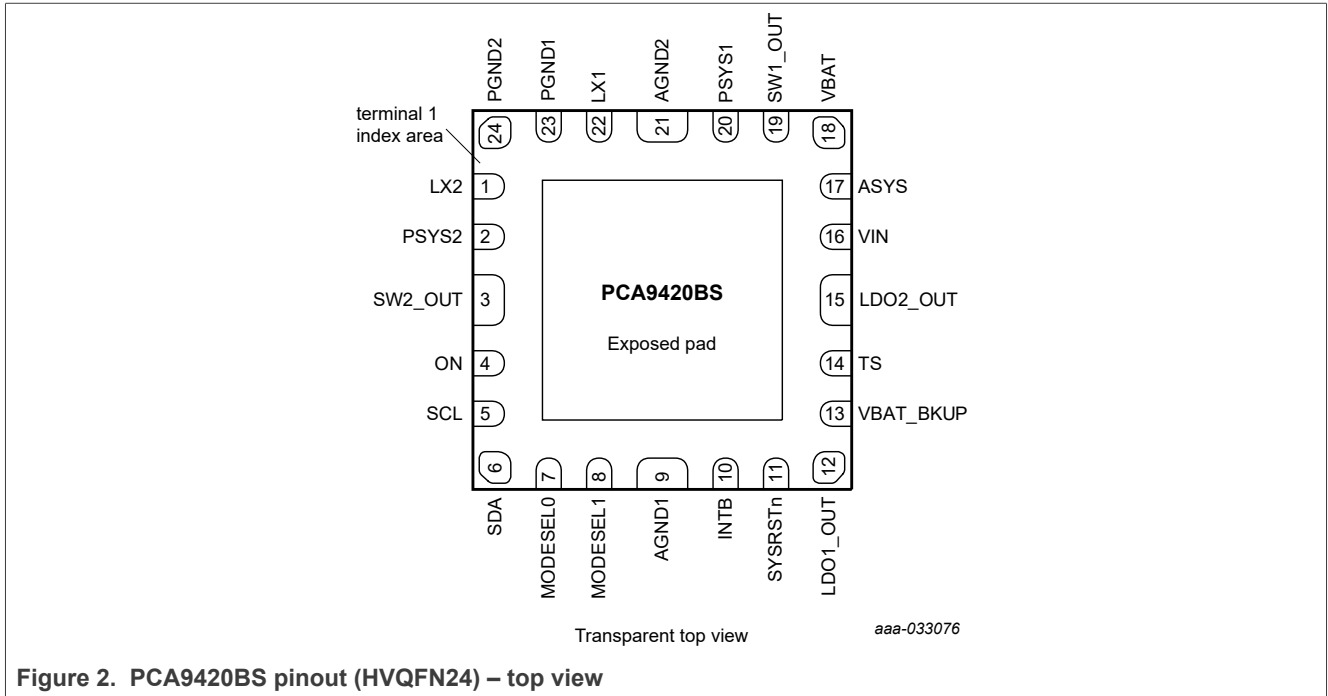 PGND2
PGND1
LX1
AGND2
PSYS1
SW1_OUT
VBAT
terminal 1
index area
24
23
22
21
20
19
18
LX2 1
17 ASYS
PSYS2 2
16 VIN
SW2_OUT 3
PCA9420BS
15 LDO2_OUT
Exposed pad
ON 4
14 TS
SCL 5
13 VBAT_BKUP
6
7
8
9
10
11
12
SDA
MODESEL0
MODESEL1
AGND1
INTB
SYSRSTn
LDO1_OUT
Transparent top view
aaa-033076
Figure 2. PCA9420BS pinout (HVQFN24) – top view